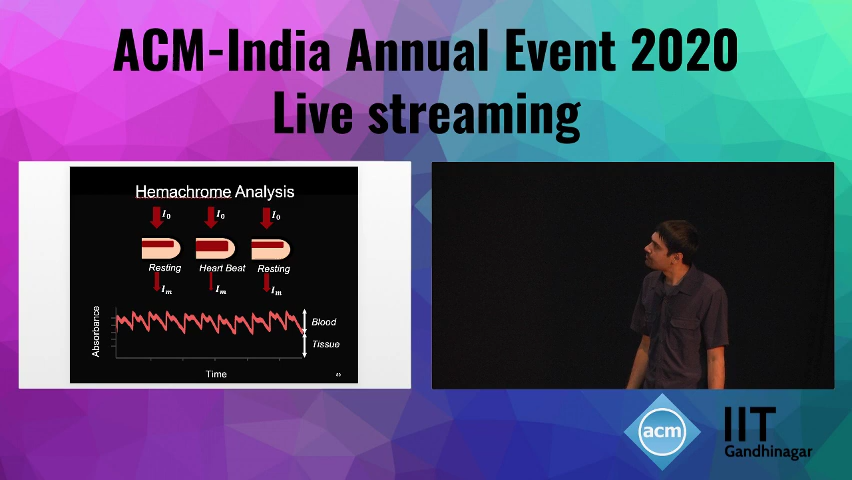 ACM-India Annual Event 2020
Live streaming
Hemachrome Analysis
I₀ I₀ I₀
Resting Heart Beat Resting
Iₘ Iₘ Iₘ
Absorbance
Blood
Tissue
Time
acm
IIT
Gandhinagar